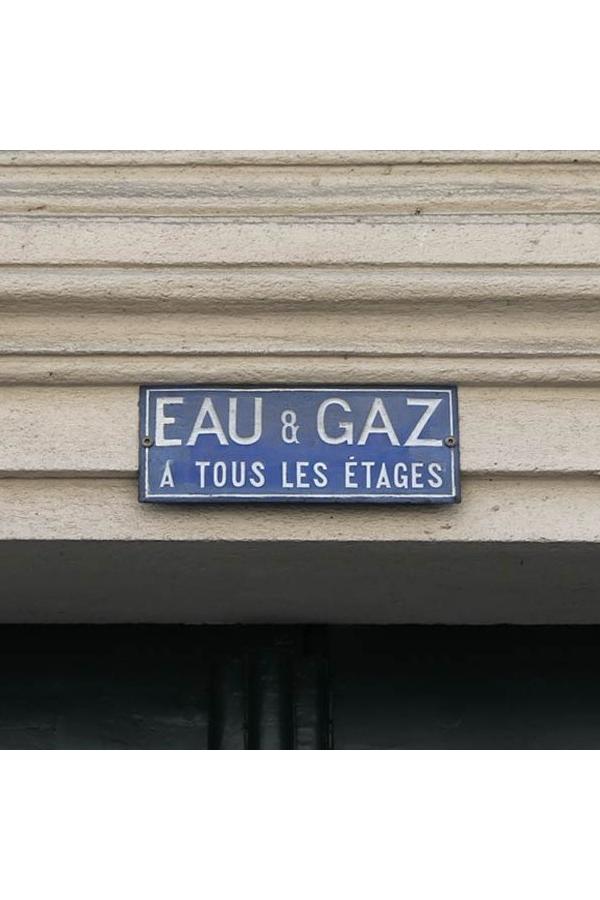 EAU & GAZ
Á TOUS LES ÉTAGES